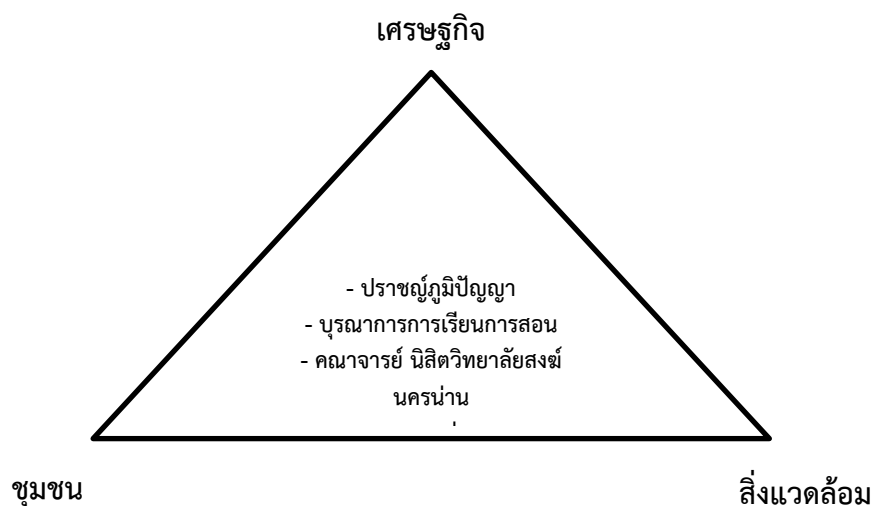 เศรษฐกิจ
- ปราชญ์ภูมิปัญญา
- บุรณาการการเรียนการสอน
- คณาจารย์ นิสิตวิทยาลัยสงฆ์
นครน่าน
ชุมชน
สิ่งแวดล้อม